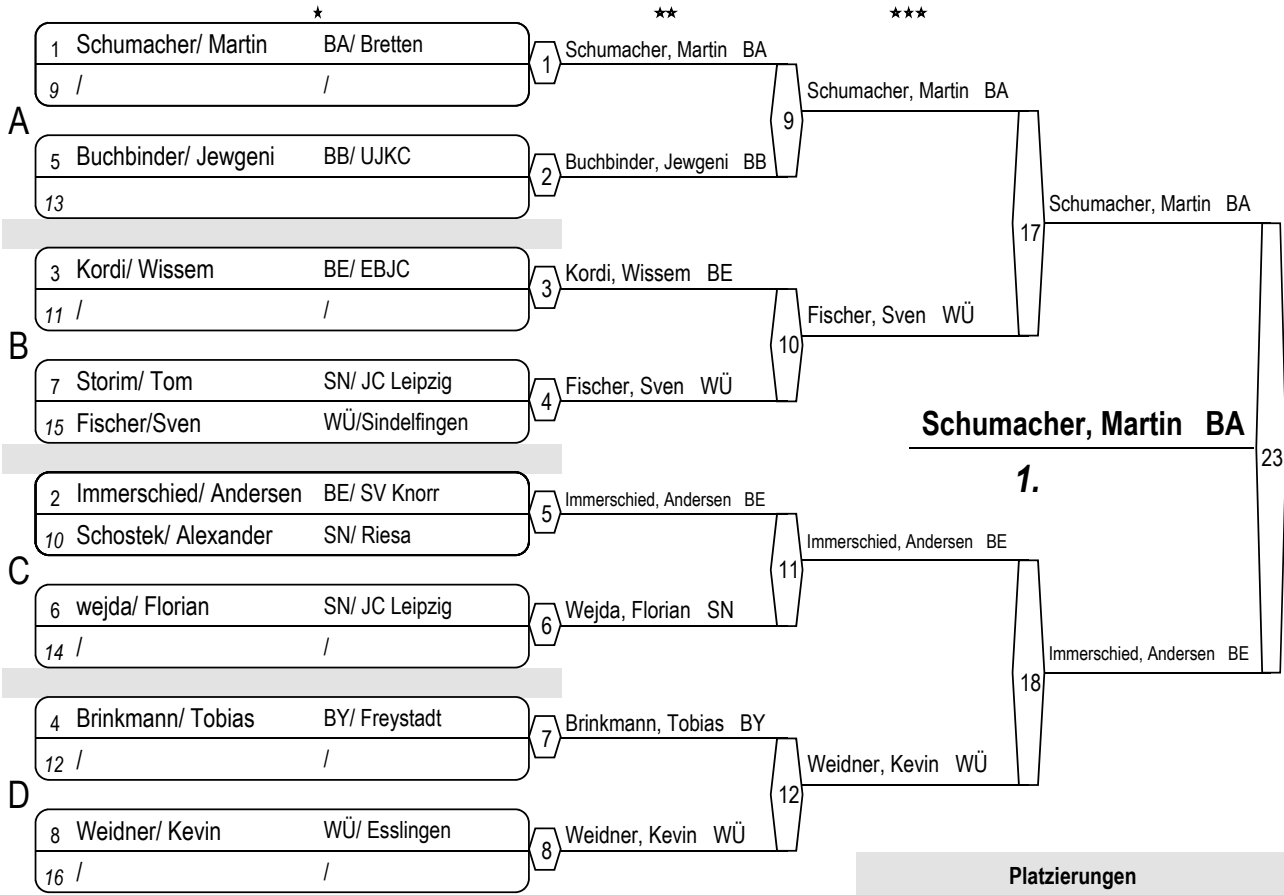 ★ ★★ ★★★
1 Schumacher/ Martin BA/ Bretten
9 / /
1
Schumacher, Martin BA
A
5 Buchbinder/ Jewgeni BB/ UJKC
13
2
Buchbinder, Jewgeni BB
9
Schumacher, Martin BA
3 Kordi/ Wissem BE/ EBJC
11 / /
3
Kordi, Wissem BE
B
7 Storim/ Tom SN/ JC Leipzig
15 Fischer/Sven WÜ/Sindelfingen
4
Fischer, Sven WÜ
10
Fischer, Sven WÜ
17
Schumacher, Martin BA
2 Immerschied/ Andersen BE/ SV Knorr
10 Schostek/ Alexander SN/ Riesa
5
Immerschied, Andersen BE
C
6 wejda/ Florian SN/ JC Leipzig
14 / /
6
Wejda, Florian SN
11
Immerschied, Andersen BE
4 Brinkmann/ Tobias BY/ Freystadt
12 / /
7
Brinkmann, Tobias BY
D
8 Weidner/ Kevin WÜ/ Esslingen
16 / /
8
Weidner, Kevin WÜ
12
Weidner, Kevin WÜ
18
Immerschied, Andersen BE
23
Schumacher, Martin BA
1.
Platzierungen